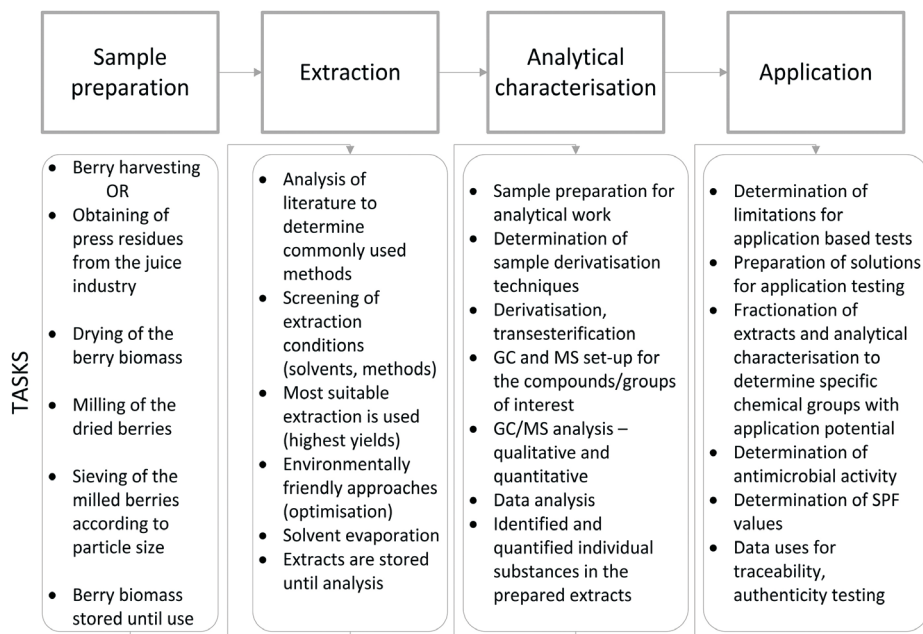 Sample
preparation
Extraction
Analytical
characterisation
Application
TASKS
• Berry harvesting
OR
• Obtaining of
press residues
from the juice
industry
• Drying of the
berry biomass
• Milling of the
dried berries
• Sieving of the
milled berries
according to
particle size
• Berry biomass
stored until use
• Analysis of
literature to
determine
commonly used
methods
• Screening of
extraction
conditions
(solvents, methods)
• Most suitable
extraction is used
(highest yields)
• Environmentally
friendly approaches
(optimisation)
• Solvent evaporation
• Extracts are stored
until analysis
• Sample preparation for
analytical work
• Determination of
sample derivatisation
techniques
• Derivatisation,
transesterification
• GC and MS set-up for
the compounds/groups
of interest
• GC/MS analysis –
qualitative and
quantitative
• Data analysis
• Identified and
quantified individual
substances in the
prepared extracts
• Determination of
limitations for
application based tests
• Preparation of solutions
for application testing
• Fractionation of
extracts and analytical
characterisation to
determine specific
chemical groups with
application potential
• Determination of
antimicrobial activity
• Determination of SPF
values
• Data uses for
traceability,
authenticity testing